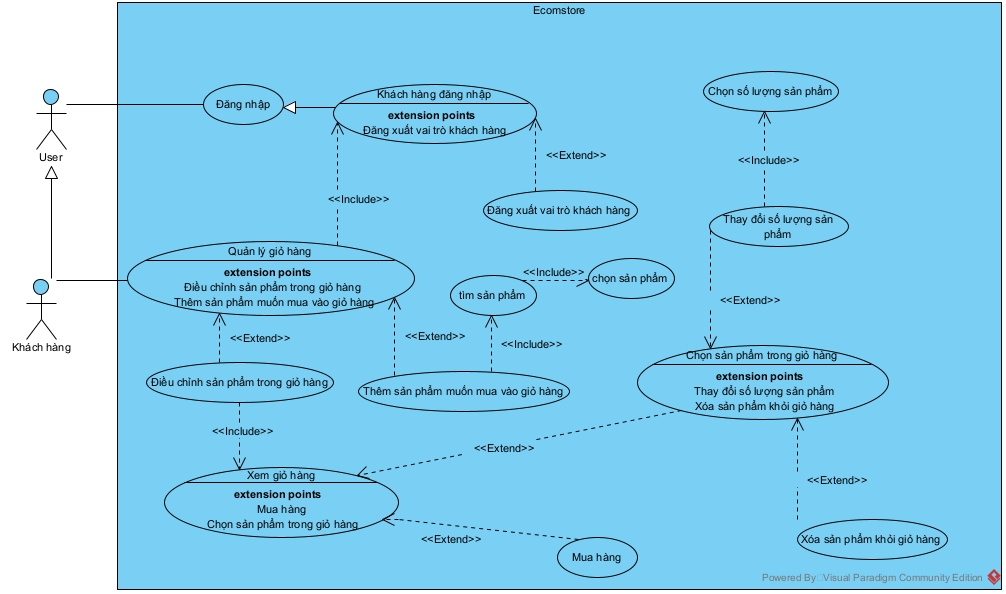 Ecomstore
User
Khách hàng
Đăng nhập
Khách hàng đăng nhập
extension points
Đăng xuất vai trò khách hàng
<<Extend>>
Đăng xuất vai trò khách hàng
<<Include>>
Quản lý giỏ hàng
extension points
Điều chỉnh sản phẩm trong giỏ hàng
Thêm sản phẩm muốn mua vào giỏ hàng
<<Extend>>
Điều chỉnh sản phẩm trong giỏ hàng
<<Extend>>
Thêm sản phẩm muốn mua vào giỏ hàng
<<Include>>
tìm sản phẩm
<<Include>>
chọn sản phẩm
<<Include>>
Xem giỏ hàng
extension points
Mua hàng
Chọn sản phẩm trong giỏ hàng
<<Extend>>
Mua hàng
<<Extend>>
Chọn số lượng sản phẩm
<<Include>>
Thay đổi số lượng sản
phẩm
<<Extend>>
Chọn sản phẩm trong giỏ hàng
extension points
Thay đổi số lượng sản phẩm
Xóa sản phẩm khỏi giỏ hàng
<<Extend>>
Xóa sản phẩm khỏi giỏ hàng
Powered By: Visual Paradigm Community Edition